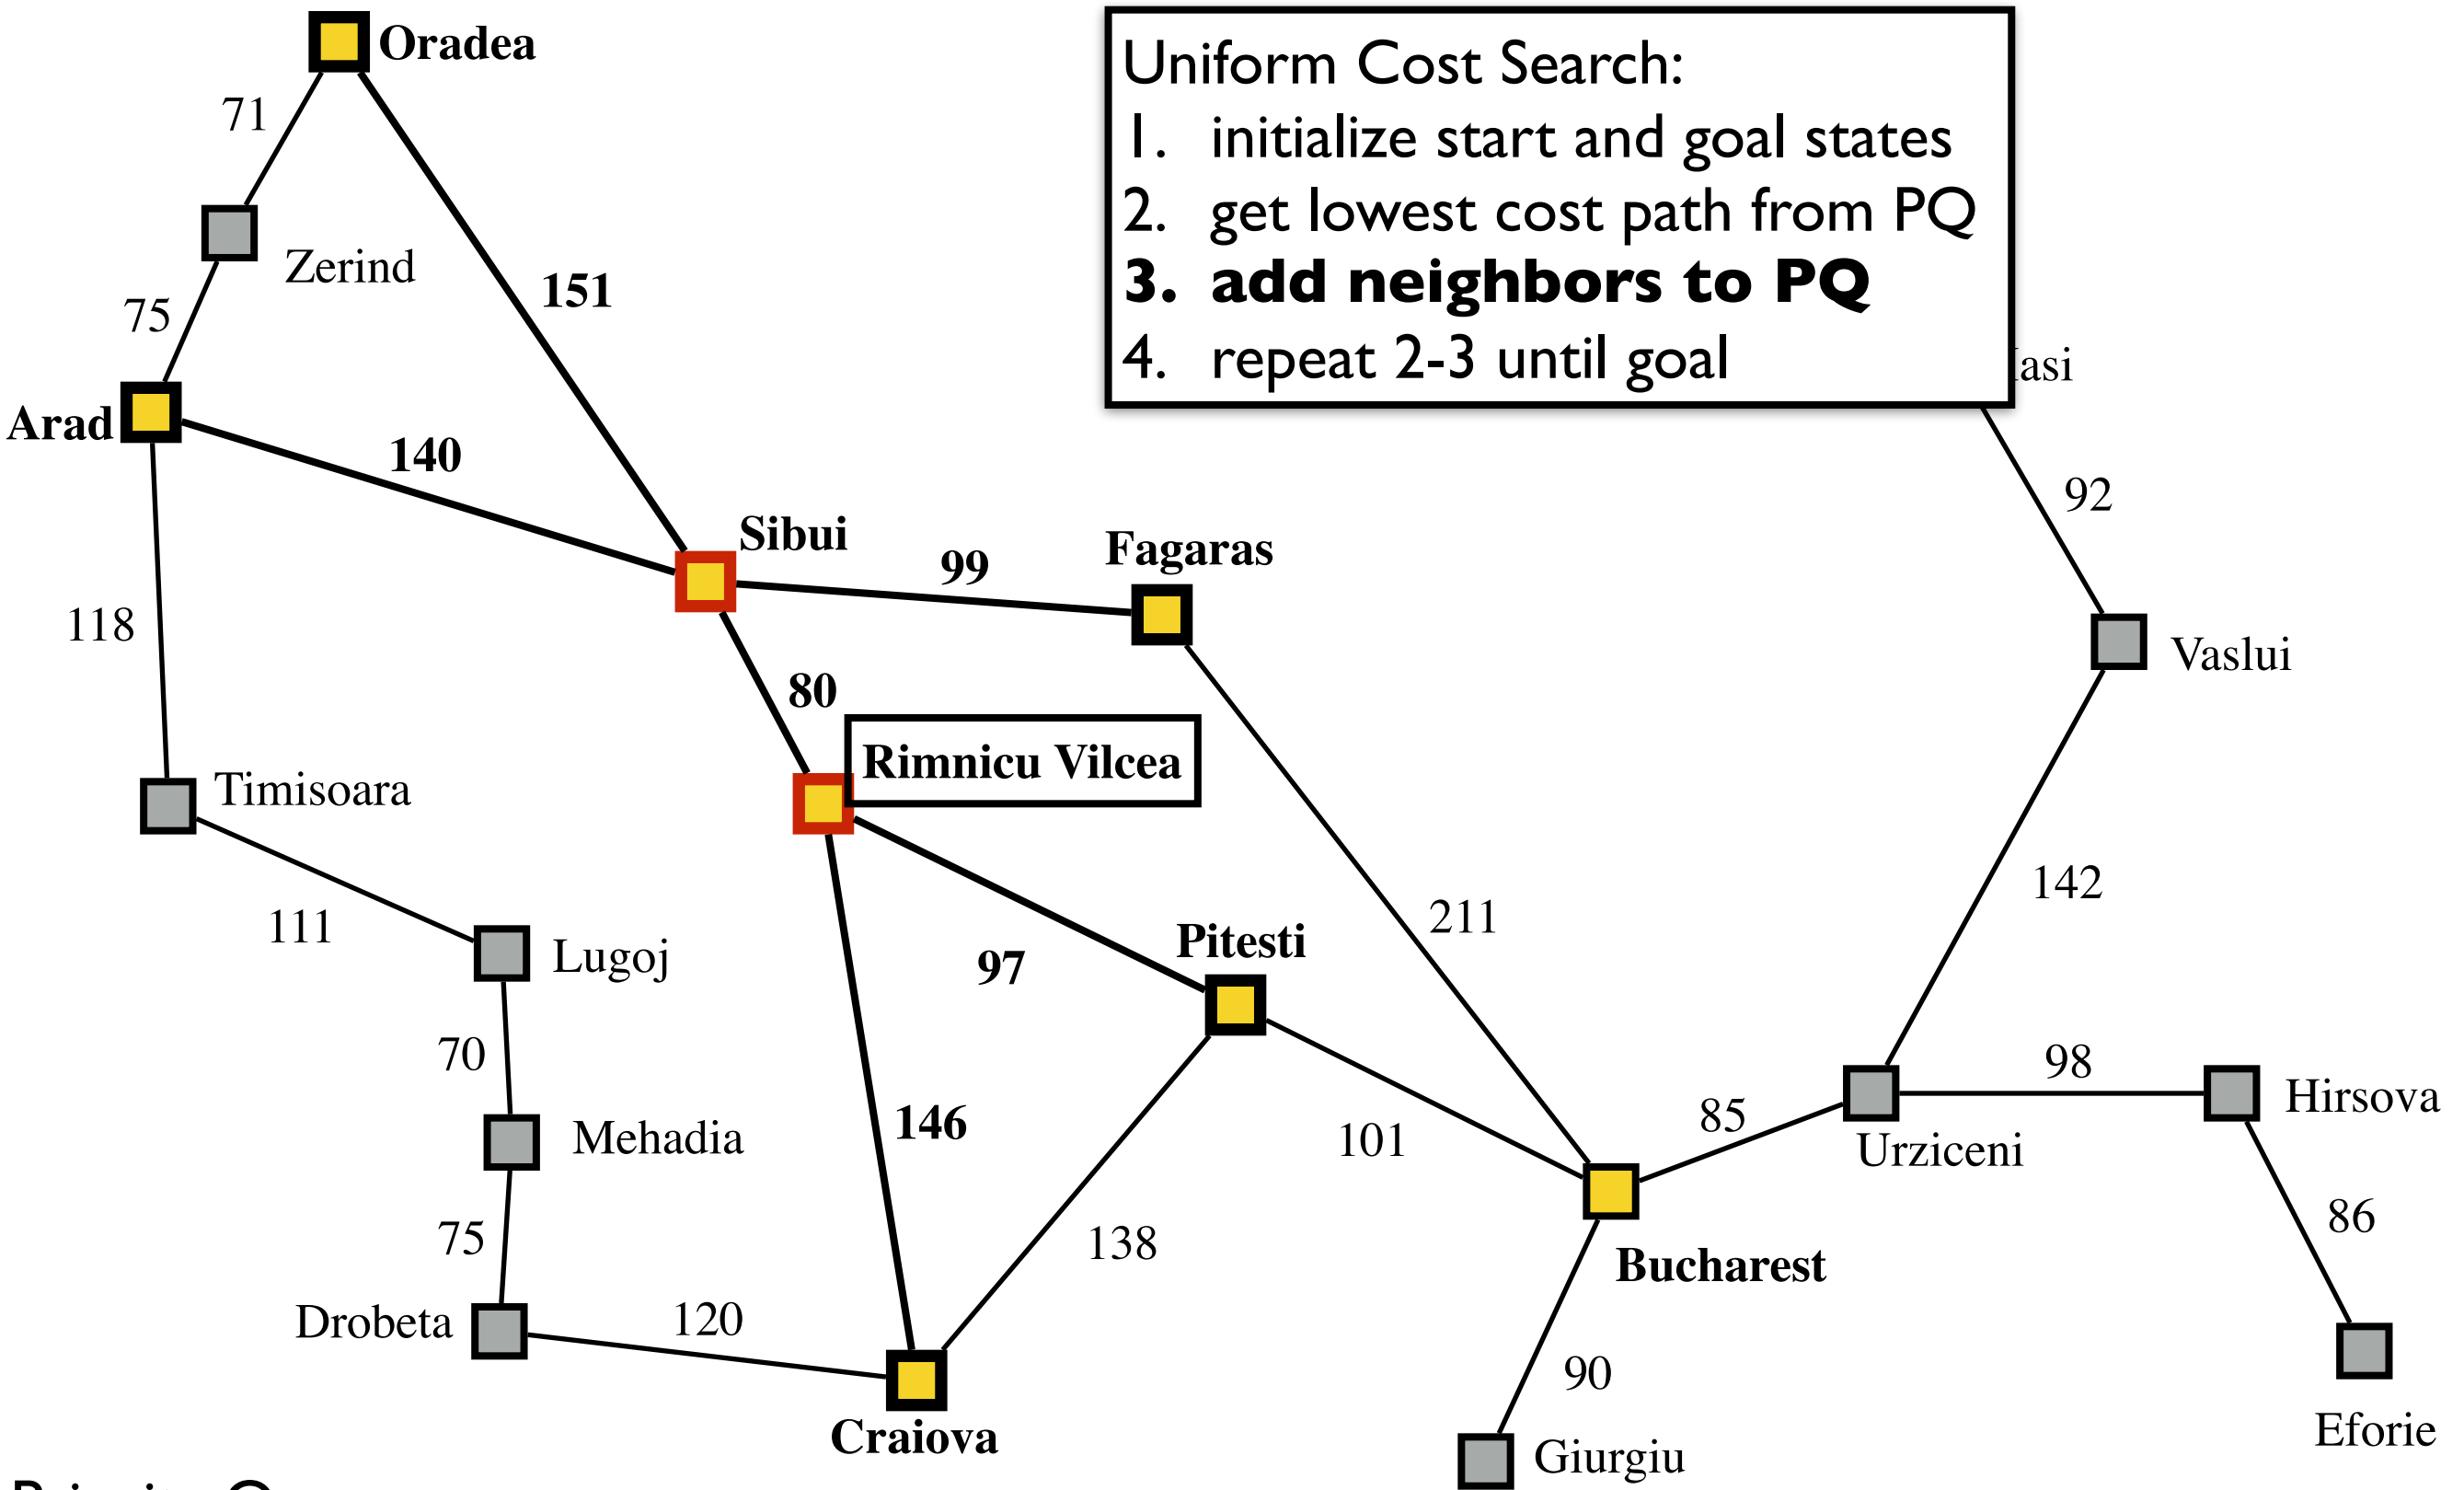 Oradea
Uniform Cost Search:
1. initialize start and goal states
2. get lowest cost path from PQ
3. add neighbors to PQ
4. repeat 2-3 until goal
71
Zerind
151
75
Iasi
Arad
140
92
Sibui
99
Fagaras
118
Vaslui
80
Rimnicu Vilcea
Timisoara
142
211
111
Lugoj
97
Pitesti
70
98
Hirsova
Mehadia
146
101
85
Urziceni
75
138
86
Bucharest
Drobeta
120
90
Craiova
Giurgiu
Eforie